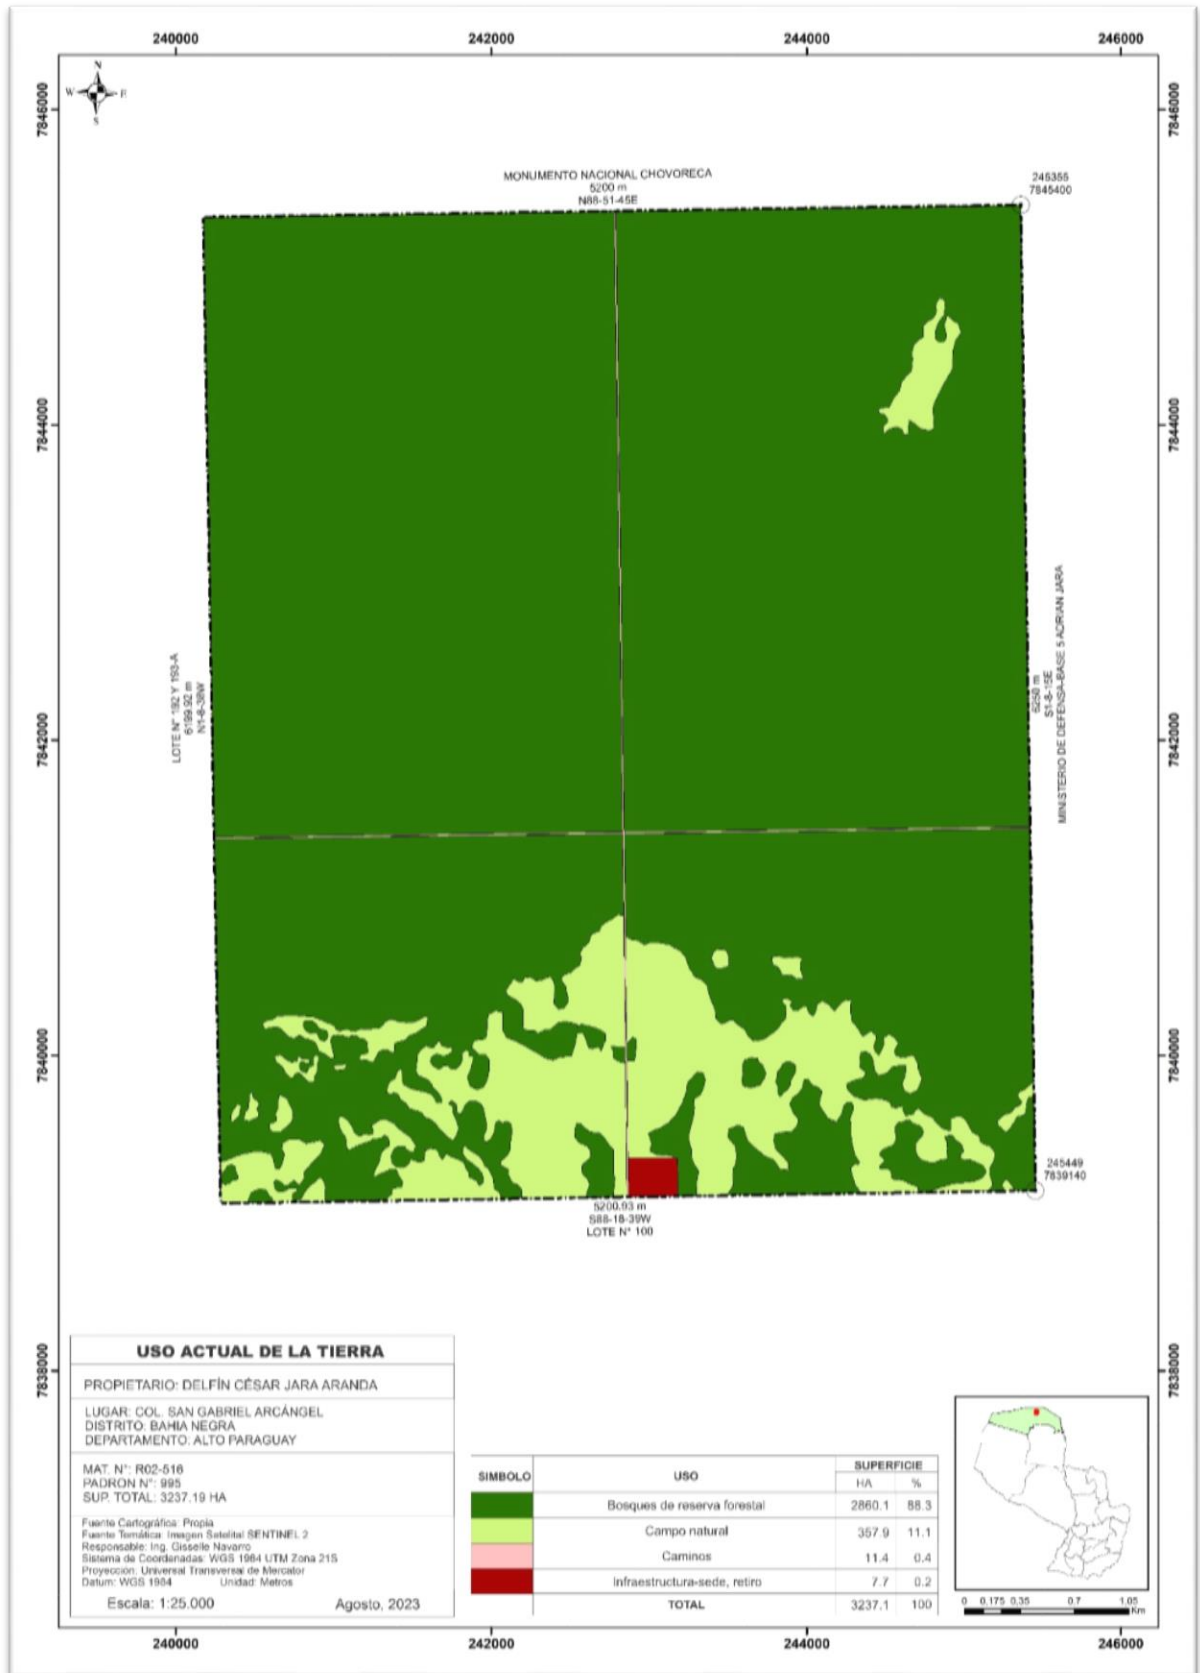 240000 242000 244000 246000
N
W E
S
7846000 7846000
MONUMENTO NACIONAL CHOVORECA
5200 m
N88-51-45E
245355
7845400
7844000 7844000
LOTE N° 192 Y 193-A
6199.92 m
N1-8-38W
6250 m
S1-8-15E
MINISTERIO DE DEFENSA-BASE 5 ADRIAN JARA
7842000 7842000
7840000 7840000
245449
7839140
5200.93 m
S88-18-39W
LOTE N° 100
7838000 7838000
USO ACTUAL DE LA TIERRA
PROPIETARIO: DELFÍN CÉSAR JARA ARANDA
LUGAR: COL. SAN GABRIEL ARCÁNGEL
DISTRITO: BAHIA NEGRA
DEPARTAMENTO: ALTO PARAGUAY
MAT. N°: R02-516
PADRON N°: 995
SUP. TOTAL: 3237.19 HA
Fuente Cartográfica: Propia
Fuente Temática: Imagen Satelital SENTINEL 2
Responsable: Ing. Gisselle Navarro
Sistema de Coordenadas: WGS 1984 UTM Zona 21S
Proyección: Universal Transversal de Mercator
Datum: WGS 1984 Unidad: Metros
Escala: 1:25.000 Agosto, 2023
SIMBOLO USO SUPERFICIE
HA %
Bosques de reserva forestal 2860.1 88.3
Campo natural 357.9 11.1
Caminos 11.4 0.4
Infraestructura-sede, retiro 7.7 0.2
TOTAL 3237.1 100
0 0,175 0,35 0,7 1,05
Km
240000 242000 244000 246000